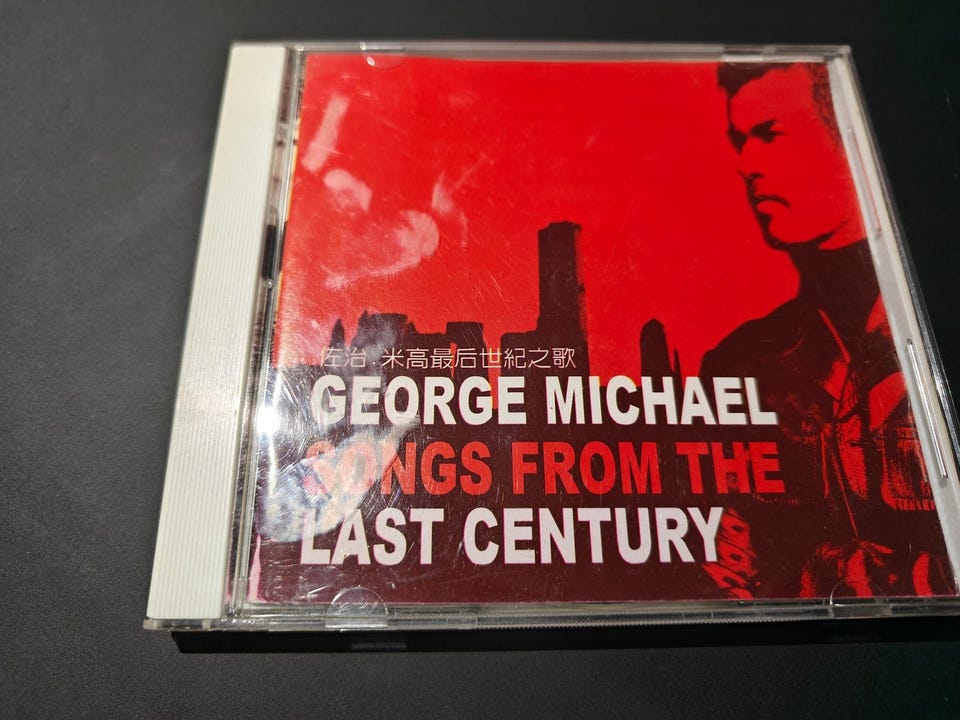 佐治.米高最后世紀之歌
GEORGE MICHAEL
SONGS FROM THE
LAST CENTURY